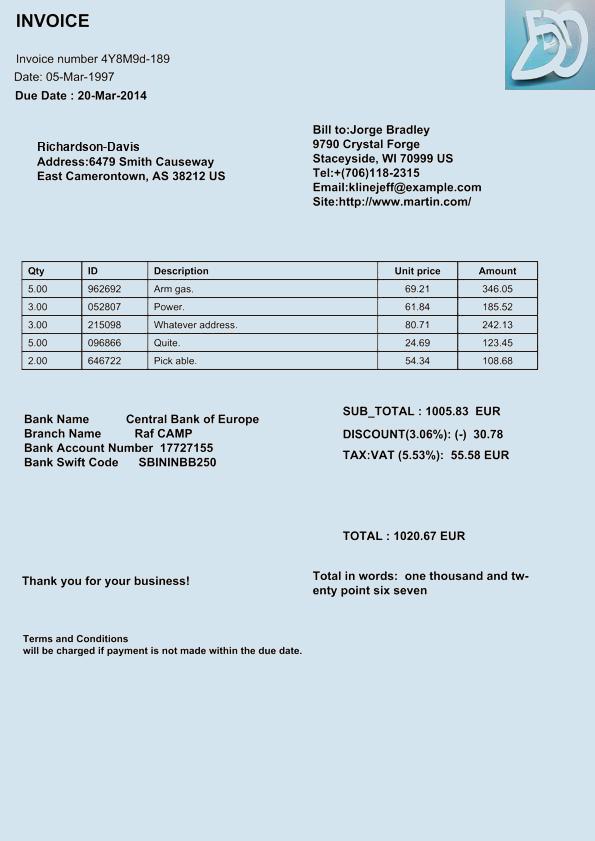 INVOICE
Invoice number 4Y8M9d-189
Date: 05-Mar-1997
Due Date : 20-Mar-2014
Richardson-Davis
Address:6479 Smith Causeway
East Camerontown, AS 38212 US
Bill to:Jorge Bradley
9790 Crystal Forge
Staceyside, WI 70999 US
Tel:+(706)118-2315
Email:klinejeff@example.com
Site:http://www.martin.com/
Qty ID Description Unit price Amount
5.00 962692 Arm gas. 69.21 346.05
3.00 052807 Power. 61.84 185.52
3.00 215098 Whatever address. 80.71 242.13
5.00 096866 Quite. 24.69 123.45
2.00 646722 Pick able. 54.34 108.68
Bank Name Central Bank of Europe
Branch Name Raf CAMP
Bank Account Number 17727155
Bank Swift Code SBININBB250
SUB_TOTAL : 1005.83 EUR
DISCOUNT(3.06%): (-) 30.78
TAX:VAT (5.53%): 55.58 EUR
TOTAL : 1020.67 EUR
Thank you for your business!
Total in words: one thousand and tw-
enty point six seven
Terms and Conditions
will be charged if payment is not made within the due date.